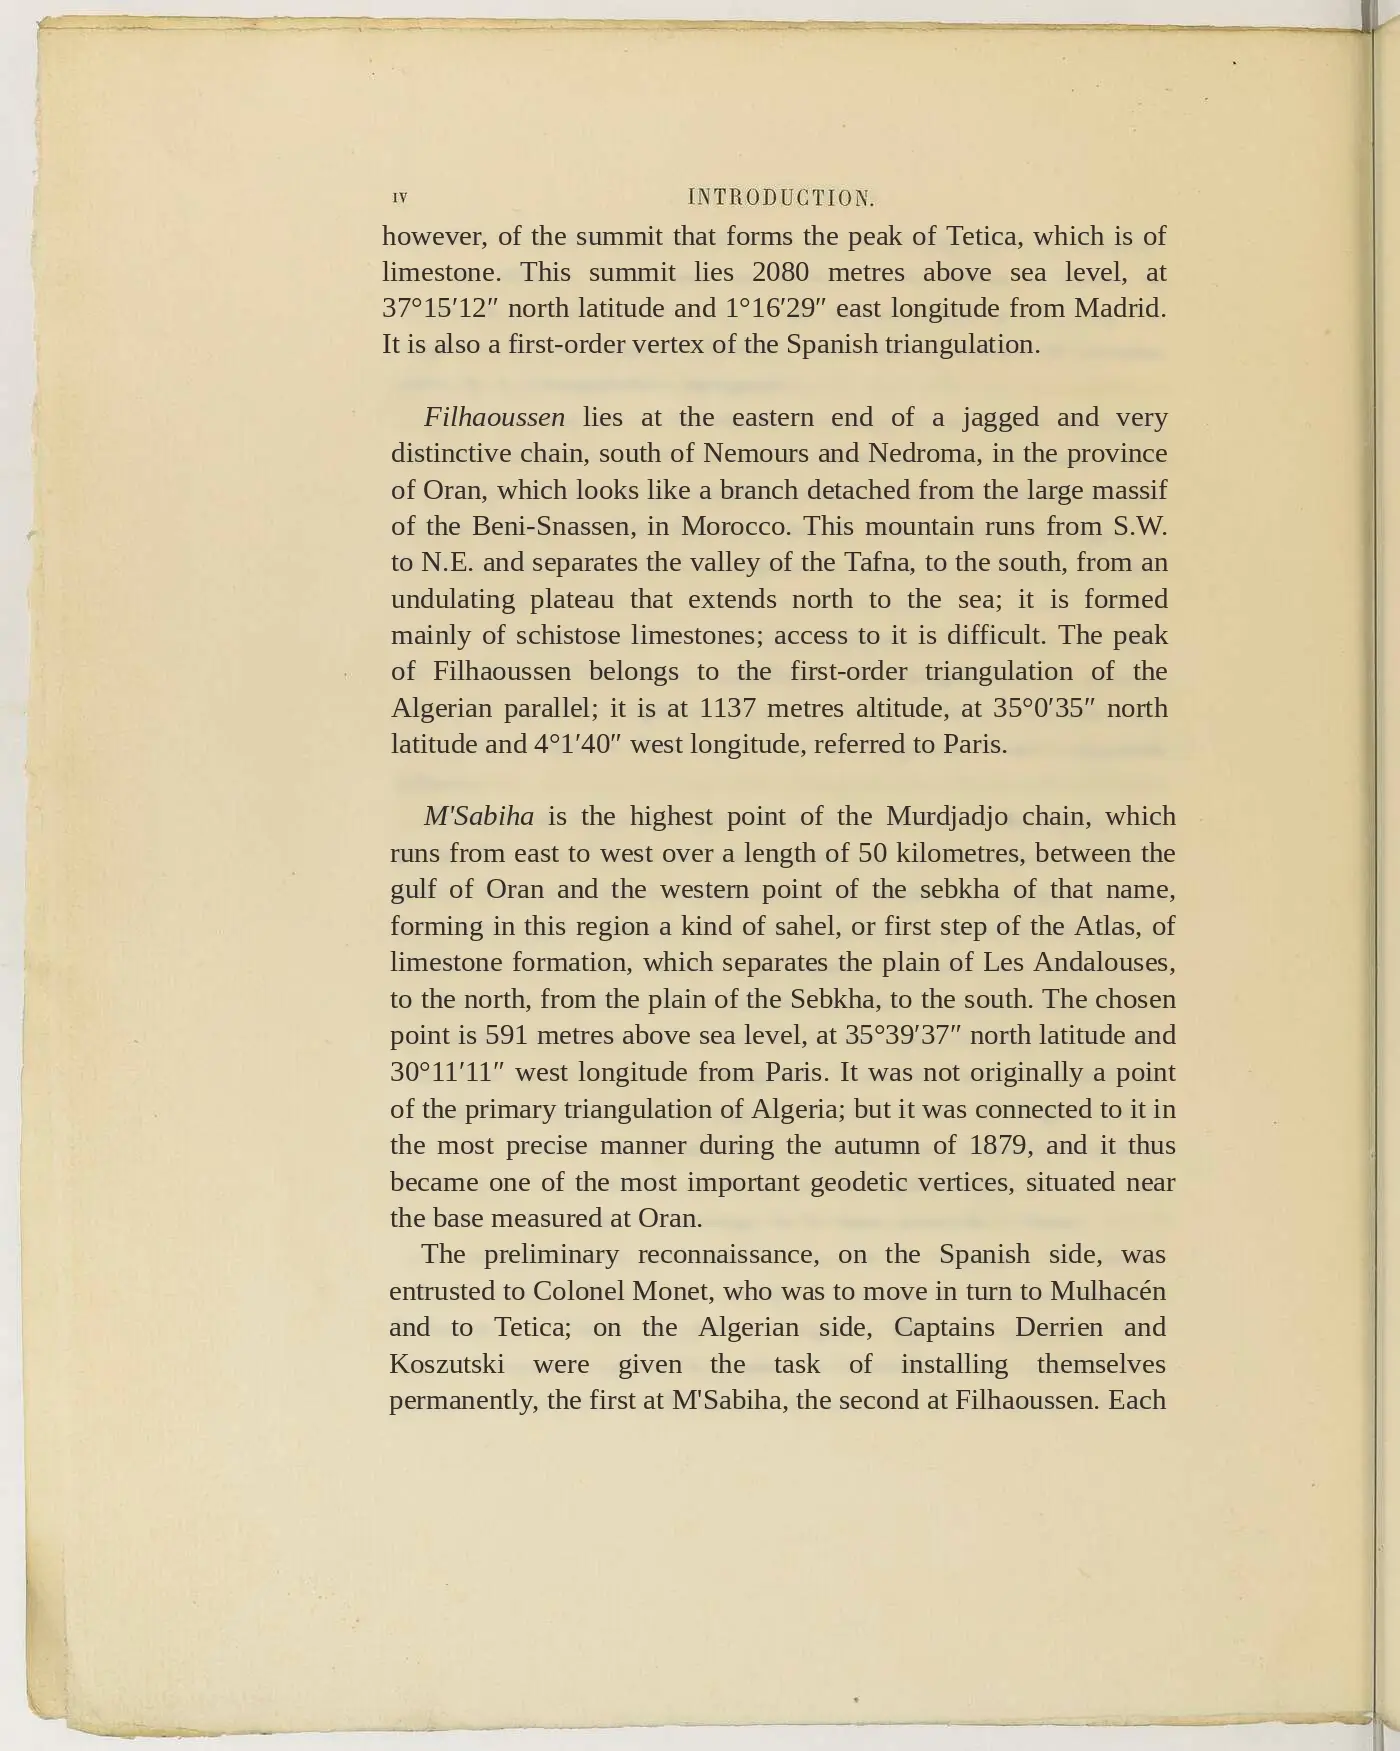 IV
INTRODUCTION.
however, of the summit that forms the peak of Tetica, which is of
limestone. This summit lies 2080 metres above sea level, at
37°15′12″ north latitude and 1°16′29″ east longitude from Madrid.
It is also a first-order vertex of the Spanish triangulation.
Filhaoussen lies at the eastern end of a jagged and very
distinctive chain, south of Nemours and Nedroma, in the province
of Oran, which looks like a branch detached from the large massif
of the Beni-Snassen, in Morocco. This mountain runs from S.W.
to N.E. and separates the valley of the Tafna, to the south, from an
undulating plateau that extends north to the sea; it is formed
mainly of schistose limestones; access to it is difficult. The peak
of Filhaoussen belongs to the first-order triangulation of the
Algerian parallel; it is at 1137 metres altitude, at 35°0′35″ north
latitude and 4°1′40″ west longitude, referred to Paris.
M'Sabiha is the highest point of the Murdjadjo chain, which
runs from east to west over a length of 50 kilometres, between the
gulf of Oran and the western point of the sebkha of that name,
forming in this region a kind of sahel, or first step of the Atlas, of
limestone formation, which separates the plain of Les Andalouses,
to the north, from the plain of the Sebkha, to the south. The chosen
point is 591 metres above sea level, at 35°39′37″ north latitude and
30°11′11″ west longitude from Paris. It was not originally a point
of the primary triangulation of Algeria; but it was connected to it in
the most precise manner during the autumn of 1879, and it thus
became one of the most important geodetic vertices, situated near
the base measured at Oran.
The preliminary reconnaissance, on the Spanish side, was
entrusted to Colonel Monet, who was to move in turn to Mulhacén
and to Tetica; on the Algerian side, Captains Derrien and
Koszutski were given the task of installing themselves
permanently, the first at M'Sabiha, the second at Filhaoussen. Each